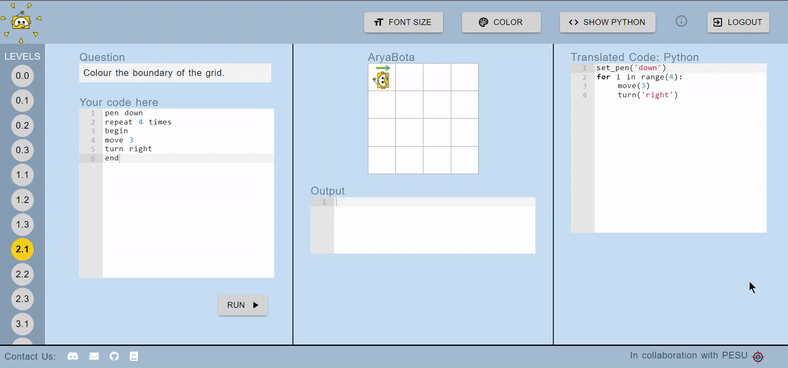 FONT SIZE
COLOR
SHOW PYTHON
LOGOUT
LEVELS
0.0
0.1
0.2
0.3
1.1
1.2
1.3
2.1
2.2
2.3
3.1
Question
Colour the boundary of the grid.
Your code here
1 pen down
2 repeat 4 times
3 begin
4 move 3
5 turn right
6 end
RUN
AryaBota
Output
1
Translated Code: Python
1 set_pen('down')
2 for i in range(4):
3 move(3)
4 turn('right')
Contact Us:
In collaboration with PESU